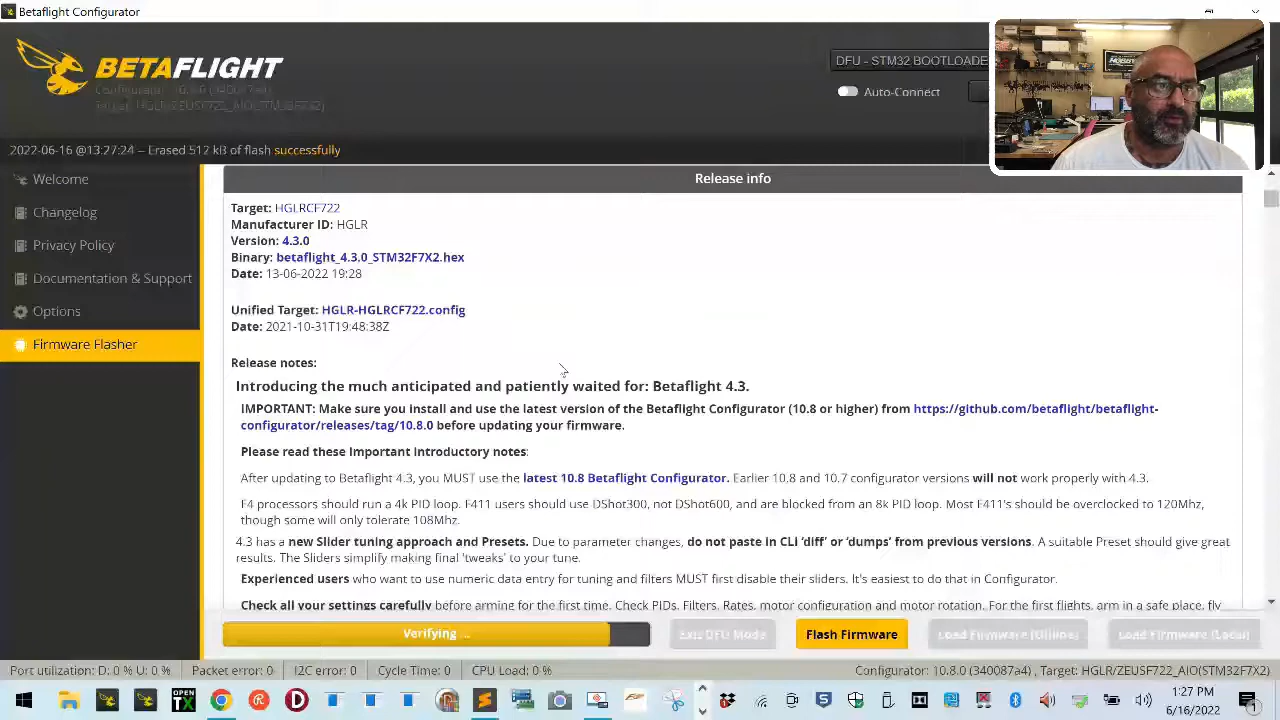 Betaflight Configurator
BETAFLIGHT
DFU - STM32 BOOTLOADE
Auto-Connect
2022-06-16 @13:27:24 -- Erased 512 kB of flash successfully
Welcome
Changelog
Privacy Policy
Documentation & Support
Options
Firmware Flasher
Release info
Target: HGLRCF722
Manufacturer ID: HGLR
Version: 4.3.0
Binary: betaflight_4.3.0_STM32F7X2.hex
Date: 13-06-2022 19:28
Unified Target: HGLR-HGLRCF722.config
Date: 2021-10-31T19:48:38Z
Release notes:
Introducing the much anticipated and patiently waited for: Betaflight 4.3.
IMPORTANT: Make sure you install and use the latest version of the Betaflight Configurator (10.8 or higher) from https://github.com/betaflight/betaflight-
configurator/releases/tag/10.8.0 before updating your firmware.
Please read these important introductory notes:
After updating to Betaflight 4.3, you MUST use the latest 10.8 Betaflight Configurator. Earlier 10.8 and 10.7 configurator versions will not work properly with 4.3.
F4 processors should run a 4k PID loop. F411 users should use DShot300, not DShot600, and are blocked from an 8k PID loop. Most F411's should be overclocked to 120Mhz,
though some will only tolerate 108Mhz.
4.3 has a new Slider tuning approach and Presets. Due to parameter changes, do not paste in CLI ‘diff’ or ‘dumps’ from previous versions. A suitable Preset should give great
results. The Sliders simplify making final 'tweaks' to your tune.
Experienced users who want to use numeric data entry for tuning and filters MUST first disable their sliders. It's easiest to do that in Configurator.
Check all your settings carefully before arming for the first time. Check PIDs, Filters, Rates, motor configuration and motor rotation. For the first flights, arm in a safe place, fly
Verifying ...
Exit DFU Mode
Flash Firmware
Load Firmware [Online]
Load Firmware [Local]
Port utilization: D: 0 % U: 0 %
Packet error: 0
I2C error: 0
Cycle Time: 0
CPU Load: 0 %
Configurator: 10.8.0 (340087a4), Target: HGLR/ZEUSF722_AIO(STM32F7X2)
OPEN
TX
1:27 PM
6/16/2022